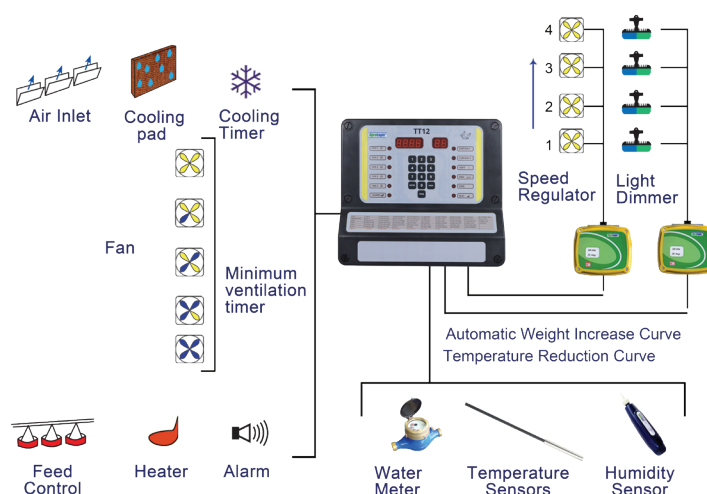 Air Inlet
Cooling
pad
Cooling
Timer
TT12
4
3
2
1
Speed
Regulator
Light
Dimmer
Fan
Minimum
ventilation
timer
Automatic Weight Increase Curve
Temperature Reduction Curve
Feed
Control
Heater
Alarm
Water
Meter
Temperature
Sensors
Humidity
Sensor